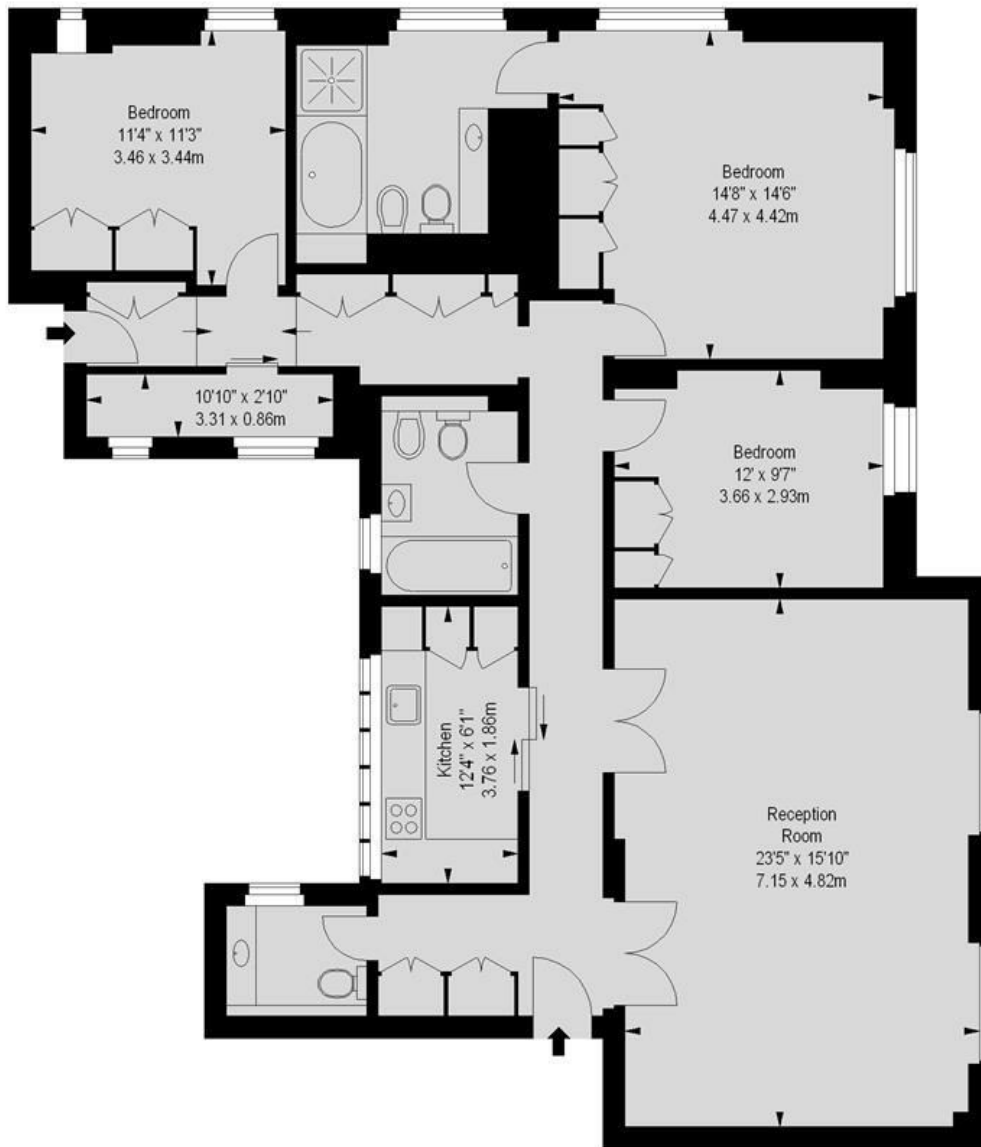 Bedroom
11'4" x 11'3"
3.46 x 3.44m
Bedroom
14'8" x 14'6"
4.47 x 4.42m
10'10" x 2'10"
3.31 x 0.86m
Bedroom
12' x 9'7"
3.66 x 2.93m
Kitchen
12'4" x 6'1"
3.76 x 1.86m
Reception
Room
23'5" x 15'10"
7.15 x 4.82m